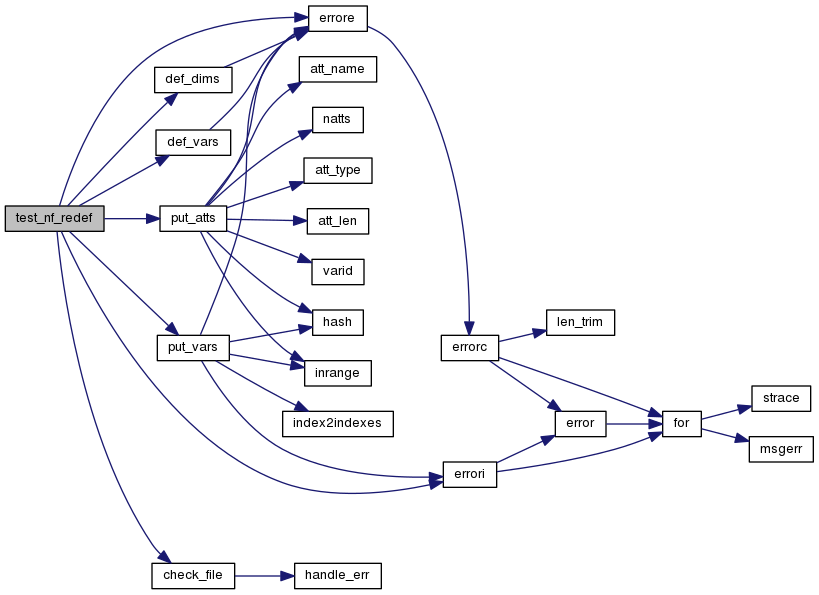 errore
att_name
def_dims
natts
def_vars
att_type
test_nf_redef
put_atts
att_len
varid
hash
len_trim
put_vars
errorc
inrange
strace
index2indexes
error
for
msgerr
errori
check_file
handle_err